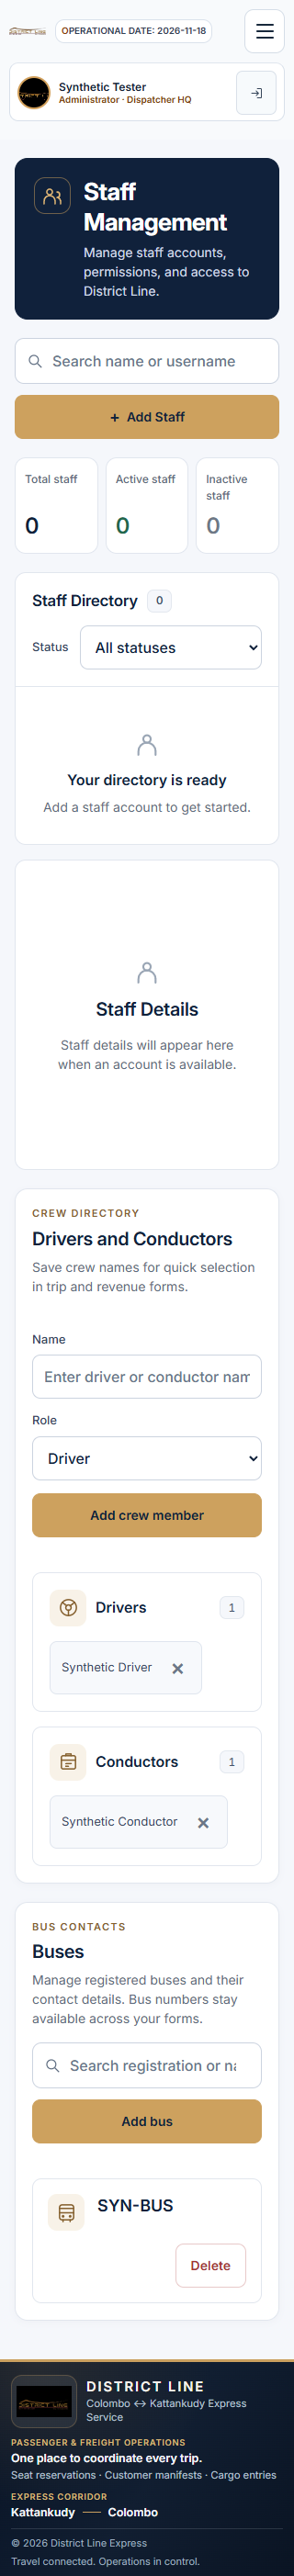 DISTRICT LINE
OPERATIONAL DATE: 2026-11-18
Synthetic Tester
Administrator · Dispatcher HQ
Staff
Management
Manage staff accounts,
permissions, and access to
District Line.
Search name or username
+ Add Staff
Total staff
0
Active staff
0
Inactive
staff
0
Staff Directory 0
Status All statuses
Your directory is ready
Add a staff account to get started.
Staff Details
Staff details will appear here
when an account is available.
CREW DIRECTORY
Drivers and Conductors
Save crew names for quick selection
in trip and revenue forms.
Name
Enter driver or conductor nam
Role
Driver
Add crew member
Drivers 1
Synthetic Driver ×
Conductors 1
Synthetic Conductor ×
BUS CONTACTS
Buses
Manage registered buses and their
contact details. Bus numbers stay
available across your forms.
Search registration or na
Add bus
SYN-BUS
Delete
DISTRICT LINE
DISTRICT LINE
Colombo ↔ Kattankudy Express
Service
PASSENGER & FREIGHT OPERATIONS
One place to coordinate every trip.
Seat reservations · Customer manifests · Cargo entries
EXPRESS CORRIDOR
Kattankudy — Colombo
© 2026 District Line Express
Travel connected. Operations in control.